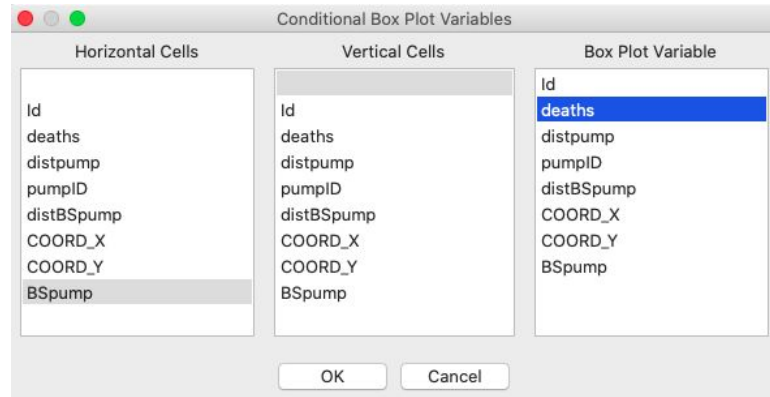 Conditional Box Plot Variables
Horizontal Cells
Id
deaths
distpump
pumpID
distBSpump
COORD_X
COORD_Y
BSpump
Vertical Cells
Id
deaths
distpump
pumpID
distBSpump
COORD_X
COORD_Y
BSpump
Box Plot Variable
Id
deaths
distpump
pumpID
distBSpump
COORD_X
COORD_Y
BSpump
OK
Cancel